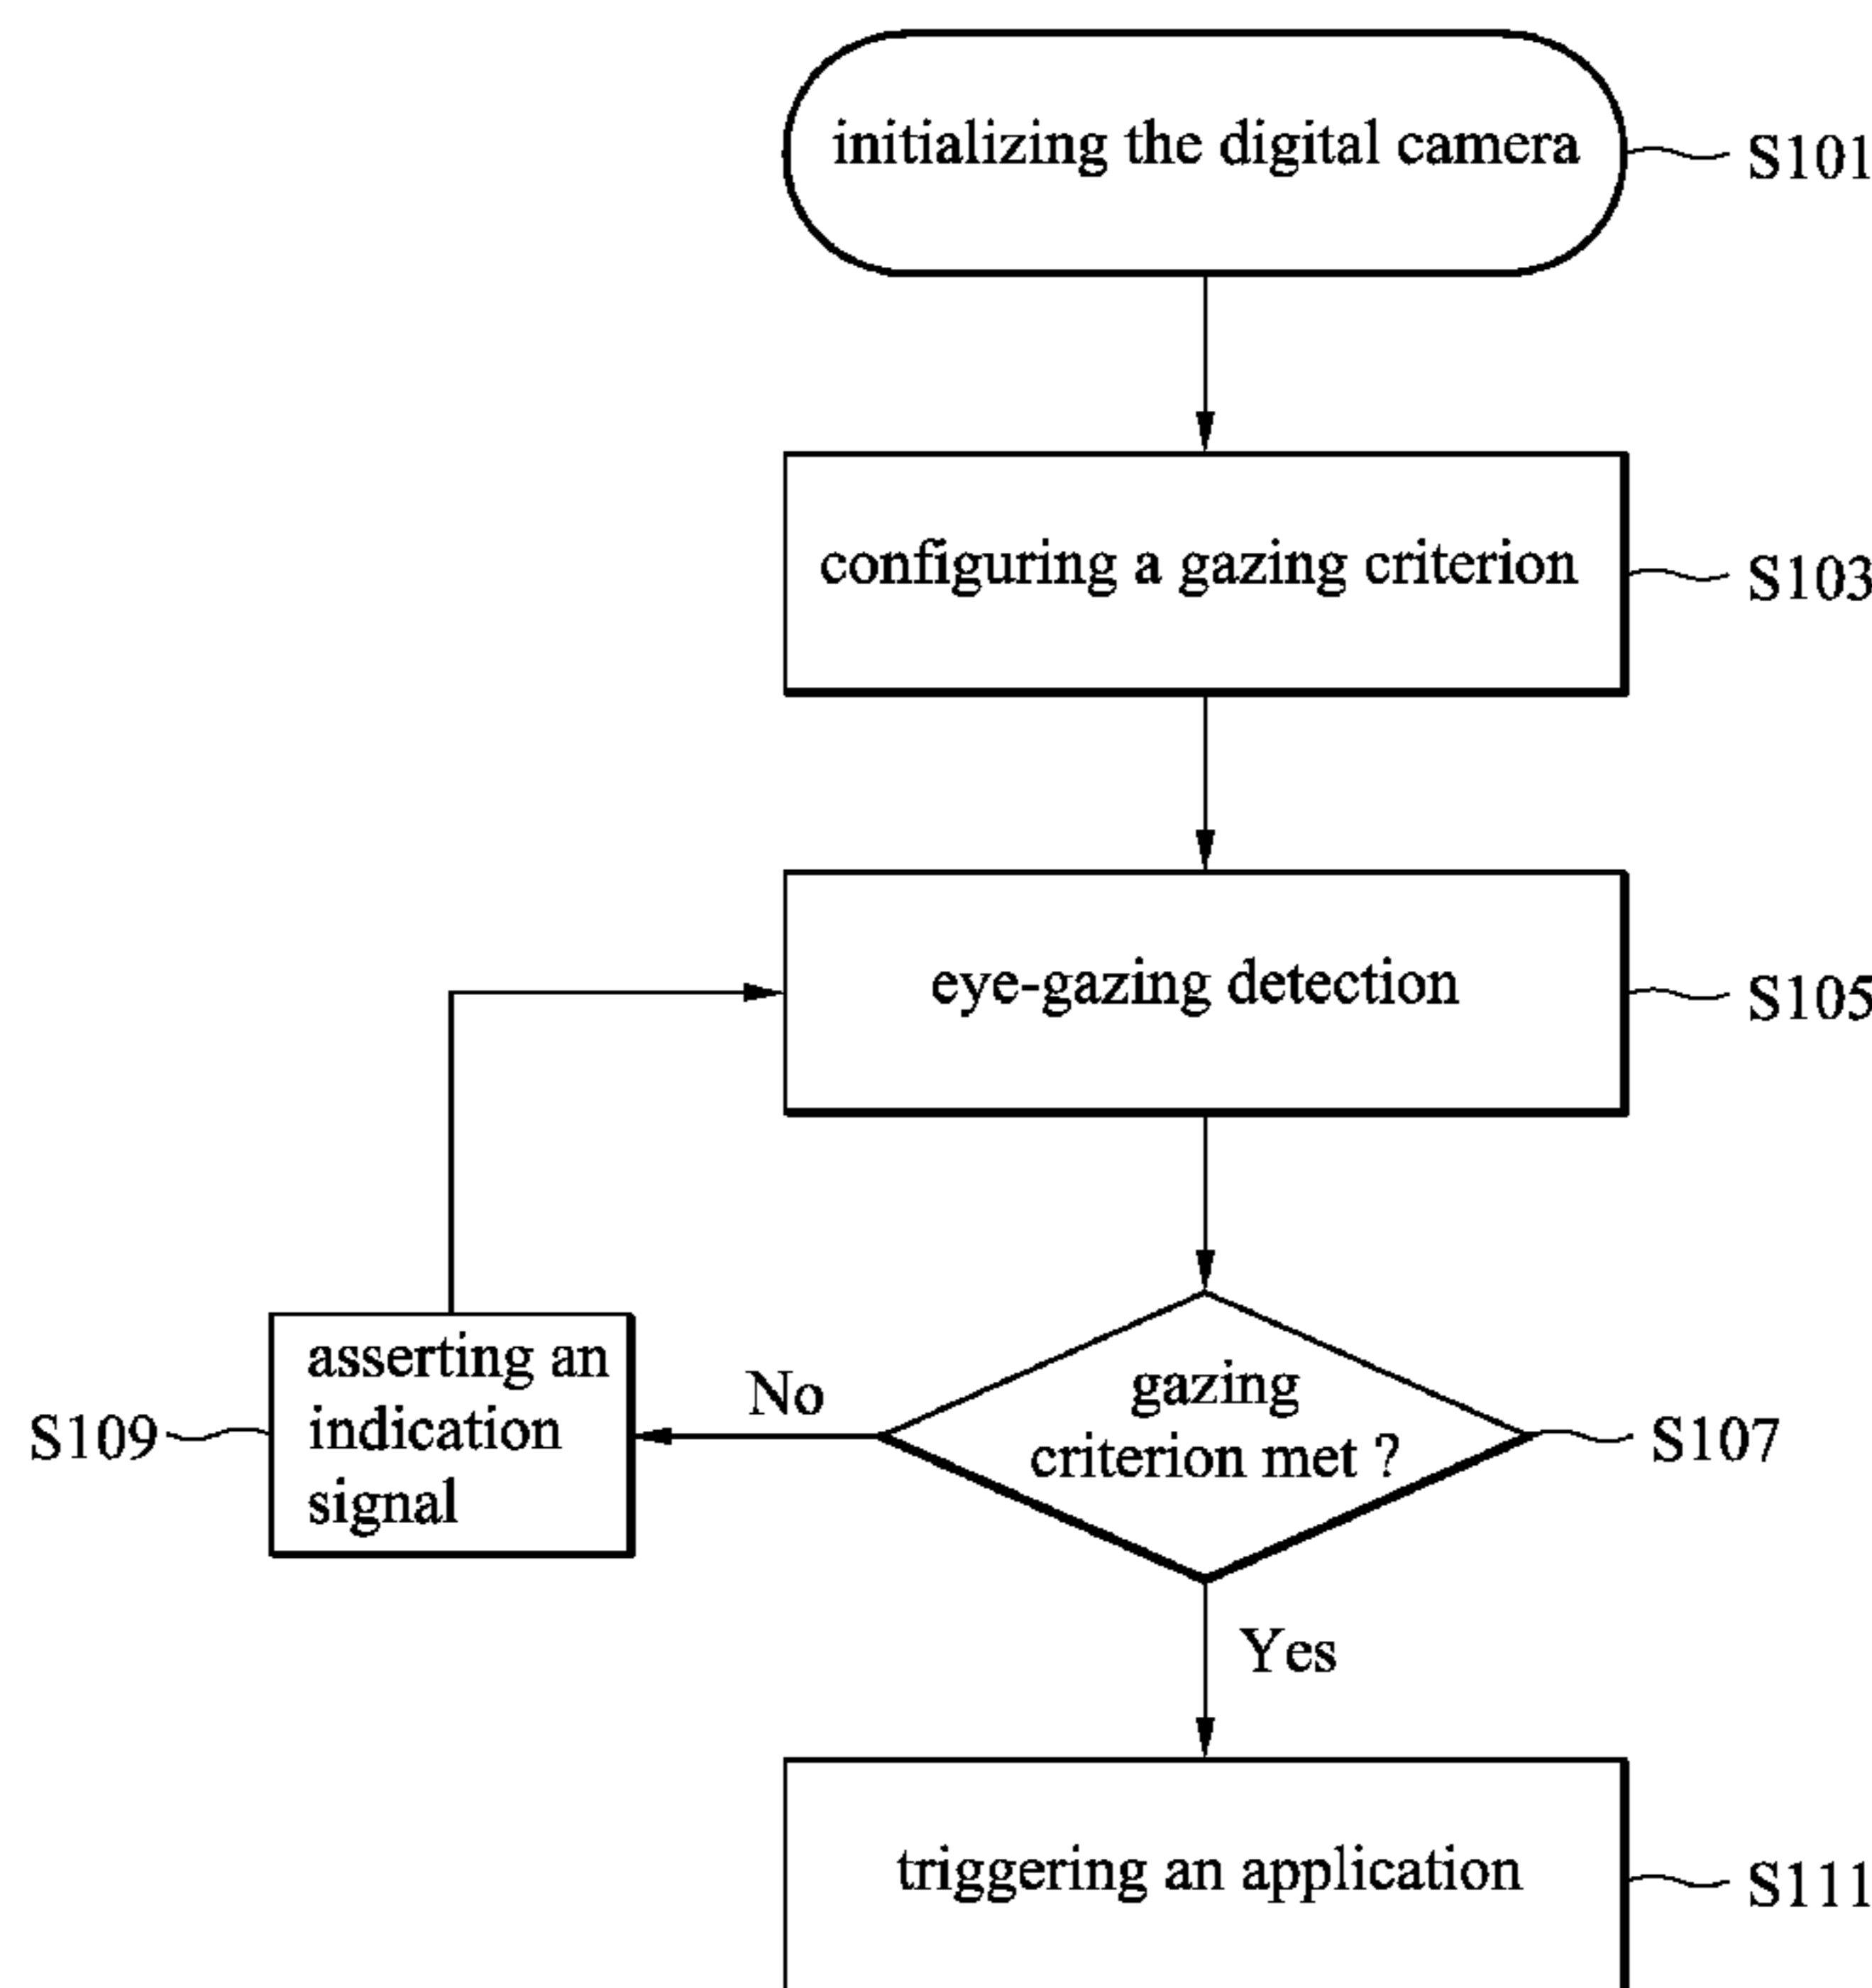 initializing the digital camera
S101
configuring a gazing criterion
S103
eye-gazing detection
S105
gazing
criterion met ?
S107
No
asserting an
indication
signal
S109
Yes
triggering an application
S111